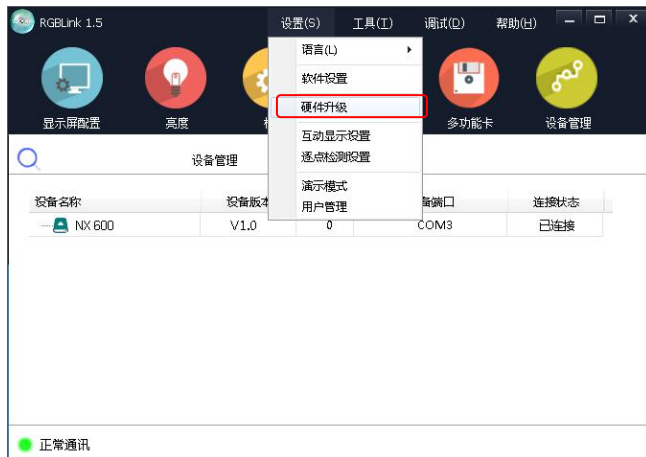 RGBLink 1.5
设置(S) 工具(T) 调试(D) 帮助(H)
语言(L)
软件设置
硬件升级
互动显示设置
逐点检测设置
演示模式
用户管理
显示屏配置 亮度 多功能卡 设备管理
设备管理
设备名称 设备版本 备端口 连接状态
NX 600 V1.0 0 COM3 已连接
正常通讯